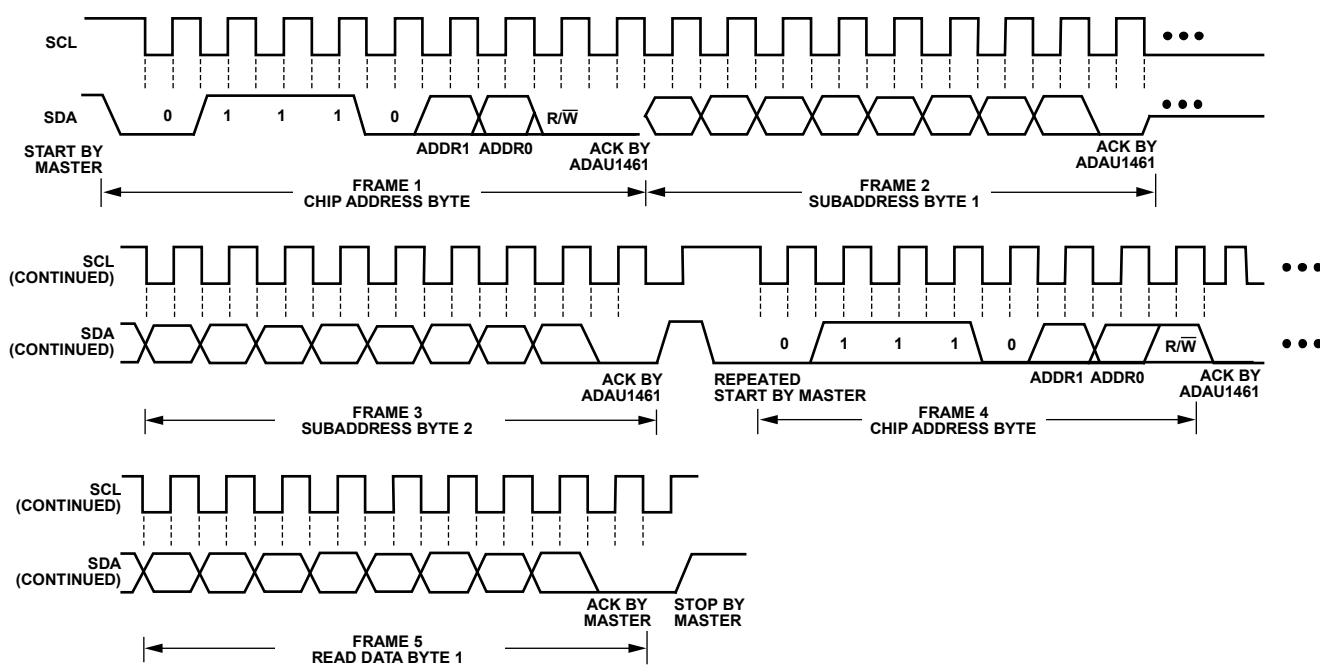 SCL
SDA
0 1 1 1 0 R/W̅
ADDR1 ADDR0
START BY
MASTER
ACK BY
ADAU1461
ACK BY
ADAU1461
FRAME 1
CHIP ADDRESS BYTE
FRAME 2
SUBADDRESS BYTE 1
SCL
(CONTINUED)
SDA
(CONTINUED)
0 1 1 1 0 R/W̅
ADDR1 ADDR0
ACK BY
ADAU1461
REPEATED
START BY MASTER
ACK BY
ADAU1461
FRAME 3
SUBADDRESS BYTE 2
FRAME 4
CHIP ADDRESS BYTE
SCL
(CONTINUED)
SDA
(CONTINUED)
ACK BY
MASTER
STOP BY
MASTER
FRAME 5
READ DATA BYTE 1